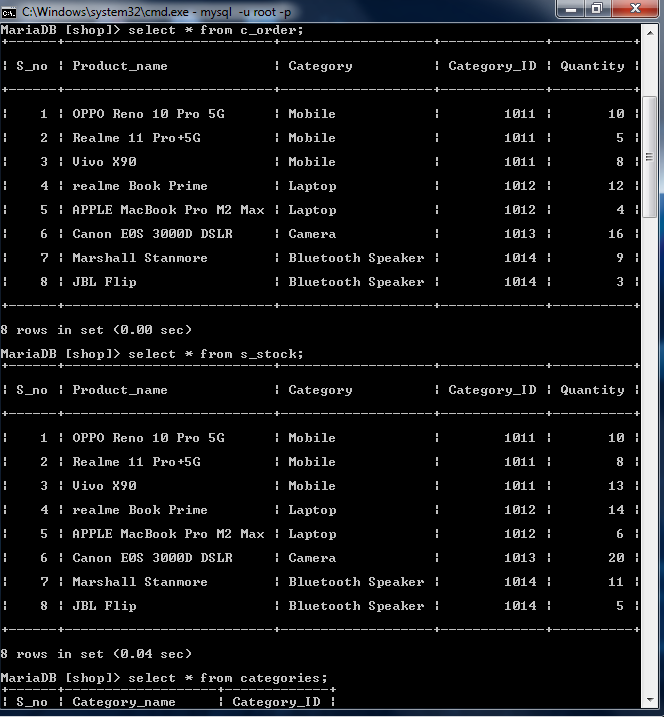 C:\Windows\system32\cmd.exe - mysql -u root -p
MariaDB [shop]> select * from c_order;
+------+--------------------------+------------------+-------------+----------+
| S_no | Product_name             | Category         | Category_ID | Quantity |
+------+--------------------------+------------------+-------------+----------+
|    1 | OPPO Reno 10 Pro 5G      | Mobile           |        1011 |       10 |
|    2 | Realme 11 Pro+5G         | Mobile           |        1011 |        5 |
|    3 | Vivo X90                 | Mobile           |        1011 |        8 |
|    4 | realme Book Prime        | Laptop           |        1012 |       12 |
|    5 | APPLE MacBook Pro M2 Max | Laptop           |        1012 |        4 |
|    6 | Canon E0S 3000D DSLR     | Camera           |        1013 |       16 |
|    7 | Marshall Stanmore        | Bluetooth Speaker |        1014 |        9 |
|    8 | JBL Flip                 | Bluetooth Speaker |        1014 |        3 |
+------+--------------------------+------------------+-------------+----------+
8 rows in set (0.00 sec)
MariaDB [shop]> select * from s_stock;
+------+--------------------------+------------------+-------------+----------+
| S_no | Product_name             | Category         | Category_ID | Quantity |
+------+--------------------------+------------------+-------------+----------+
|    1 | OPPO Reno 10 Pro 5G      | Mobile           |        1011 |       10 |
|    2 | Realme 11 Pro+5G         | Mobile           |        1011 |        8 |
|    3 | Vivo X90                 | Mobile           |        1011 |       13 |
|    4 | realme Book Prime        | Laptop           |        1012 |       14 |
|    5 | APPLE MacBook Pro M2 Max | Laptop           |        1012 |        6 |
|    6 | Canon E0S 3000D DSLR     | Camera           |        1013 |       20 |
|    7 | Marshall Stanmore        | Bluetooth Speaker |        1014 |       11 |
|    8 | JBL Flip                 | Bluetooth Speaker |        1014 |        5 |
+------+--------------------------+------------------+-------------+----------+
8 rows in set (0.04 sec)
MariaDB [shop]> select * from categories;
+------+-------------------+-------------+
| S_no | Category_name     | Category_ID |